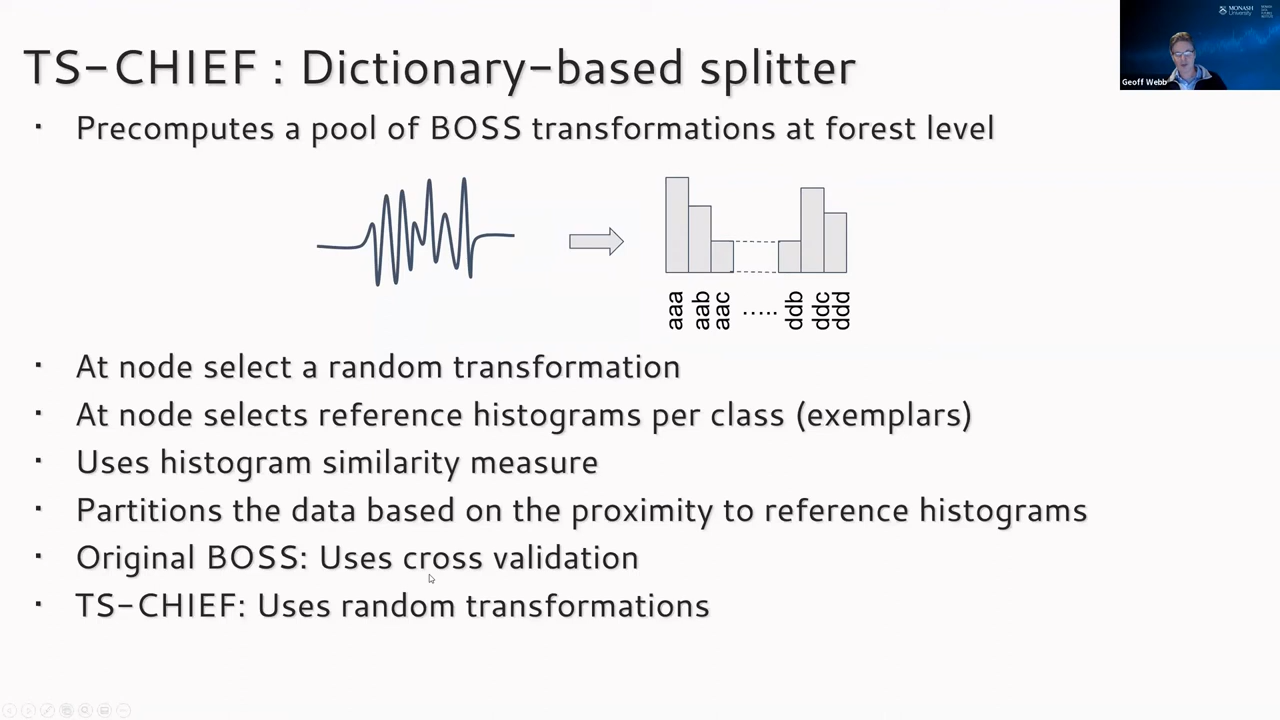 TS-CHIEF : Dictionary-based splitter
MONASH
University
Geoff Webb
· Precomputes a pool of BOSS transformations at forest level
aaa aab aac ..... ddb ddc ddd
· At node select a random transformation
· At node selects reference histograms per class (exemplars)
· Uses histogram similarity measure
· Partitions the data based on the proximity to reference histograms
· Original BOSS: Uses cross validation
· TS-CHIEF: Uses random transformations